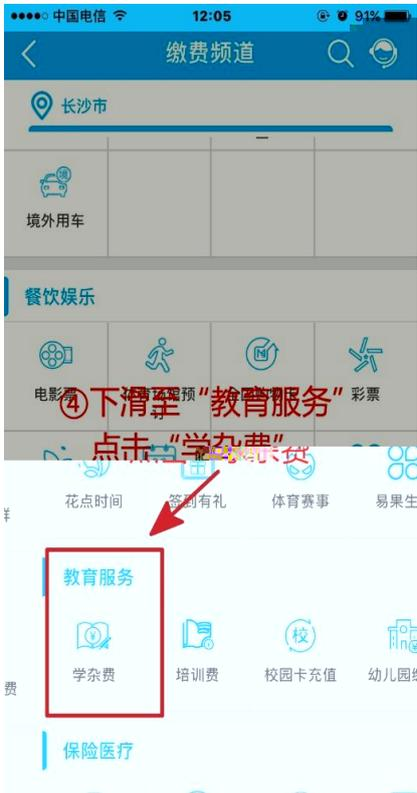 中国电信 12:05 91%
缴费频道
长沙市
境外用车
餐饮娱乐
电影票 彩票
④下滑至“教育服务”
点击“学杂费”
花点时间 签到有礼 体育赛事 易果生
教育服务
学杂费 培训费 校园卡充值 幼儿园
费
保险医疗